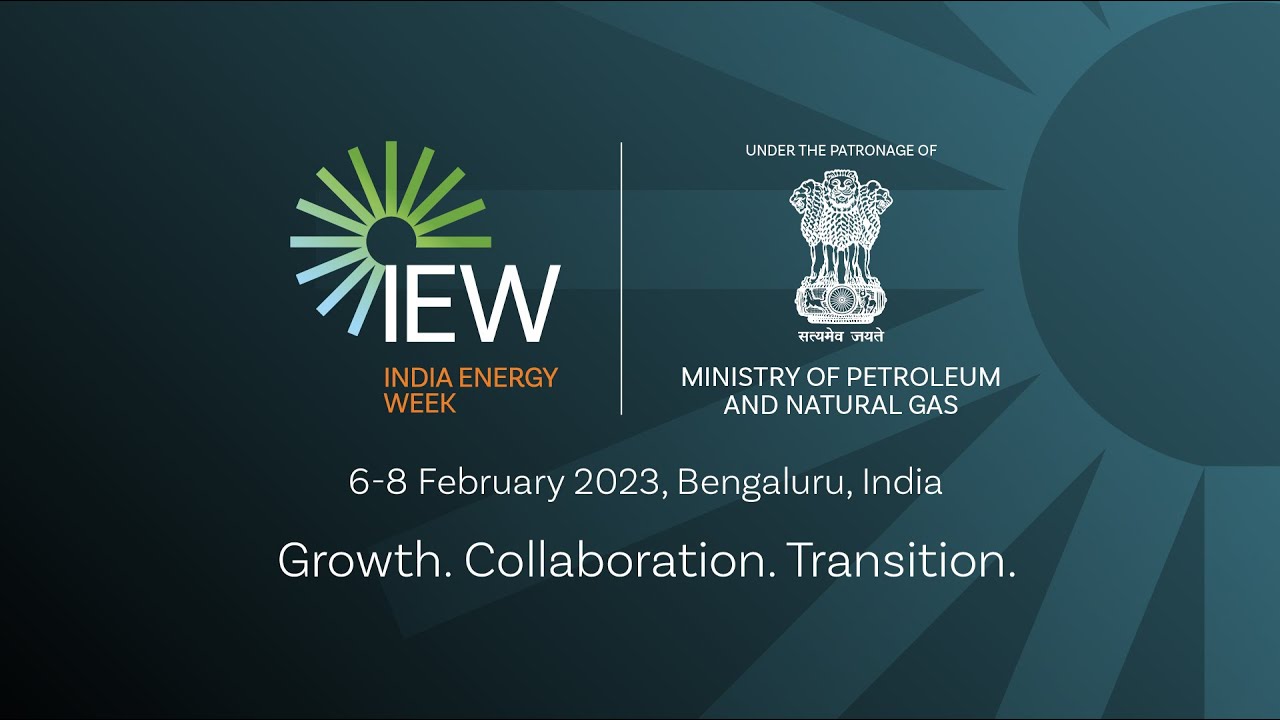 IEW
INDIA ENERGY
WEEK
UNDER THE PATRONAGE OF
सत्यमेव जयते
MINISTRY OF PETROLEUM
AND NATURAL GAS
6-8 February 2023, Bengaluru, India
Growth. Collaboration. Transition.